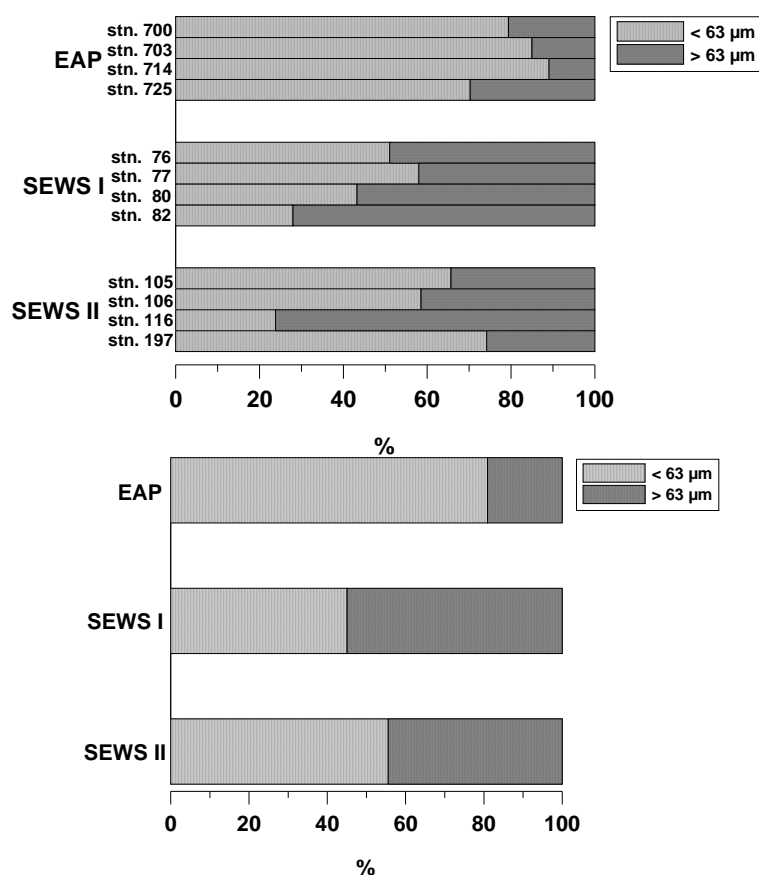 stn. 700
stn. 703
EAP
stn. 714
stn. 725
< 63 µm
> 63 µm
stn. 76
stn. 77
SEWS I
stn. 80
stn. 82
stn. 105
stn. 106
SEWS II
stn. 116
stn. 197
0 20 40 60 80 100
%
EAP
< 63 µm
> 63 µm
SEWS I
SEWS II
0 20 40 60 80 100
%